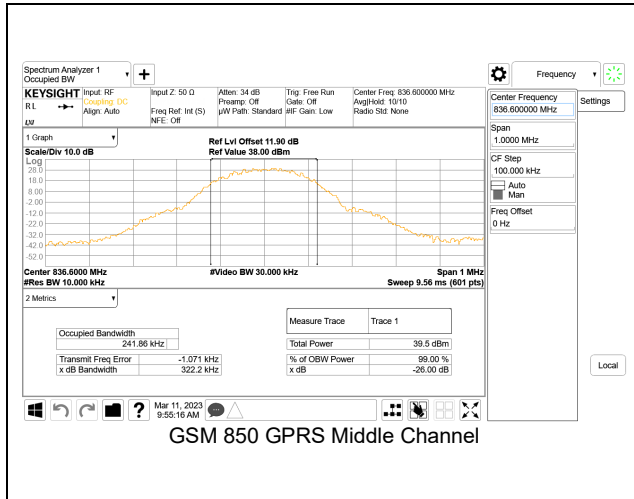 Spectrum Analyzer 1
Occupied BW
Frequency
KEYSIGHT
Input: RF
Coupling: DC
Align: Auto
Input Z: 50 Ω
Freq Ref: Int (S)
NFE: Off
Atten: 34 dB
Preamp: Off
µW Path: Standard
Trig: Free Run
Gate: Off
#IF Gain: Low
Center Freq: 836.600000 MHz
Avg|Hold: 10/10
Radio Std: None
RL
Center Frequency
836.600000 MHz
Settings
Span
1.0000 MHz
CF Step
100.000 kHz
Auto
Man
Freq Offset
0 Hz
Local
1 Graph
Scale/Div 10.0 dB
Ref Lvl Offset 11.90 dB
Ref Value 38.00 dBm
Log
28.0
18.0
8.00
-2.00
-12.0
-22.0
-32.0
-42.0
-52.0
Center 836.6000 MHz
#Res BW 10.000 kHz
#Video BW 30.000 kHz
Span 1 MHz
Sweep 9.56 ms (601 pts)
2 Metrics
Occupied Bandwidth
241.86 kHz
Transmit Freq Error -1.071 kHz
x dB Bandwidth 322.2 kHz
Measure Trace Trace 1
Total Power 39.5 dBm
% of OBW Power 99.00 %
x dB -26.00 dB
Mar 11, 2023
9:55:16 AM
GSM 850 GPRS Middle Channel